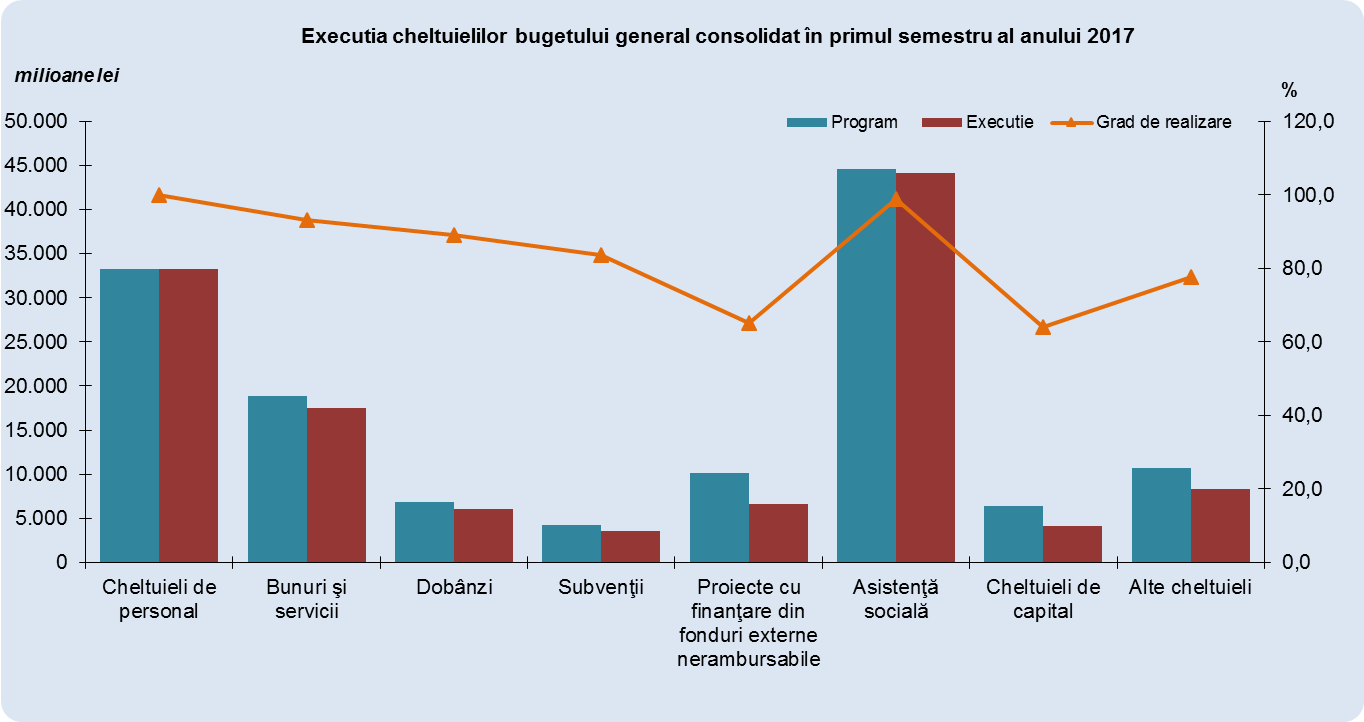 Executia cheltuielilor bugetului general consolidat în primul semestru al anului 2017
milioane lei
%
Program
Executie
Grad de realizare
50.000
45.000
40.000
35.000
30.000
25.000
20.000
15.000
10.000
5.000
0
120,0
100,0
80,0
60,0
40,0
20,0
0,0
Cheltuieli de
personal
Bunuri şi
servicii
Dobânzi
Subvenţii
Proiecte cu
finanţare din
fonduri externe
nerambursabile
Asistenţă
socială
Cheltuieli de
capital
Alte cheltuieli